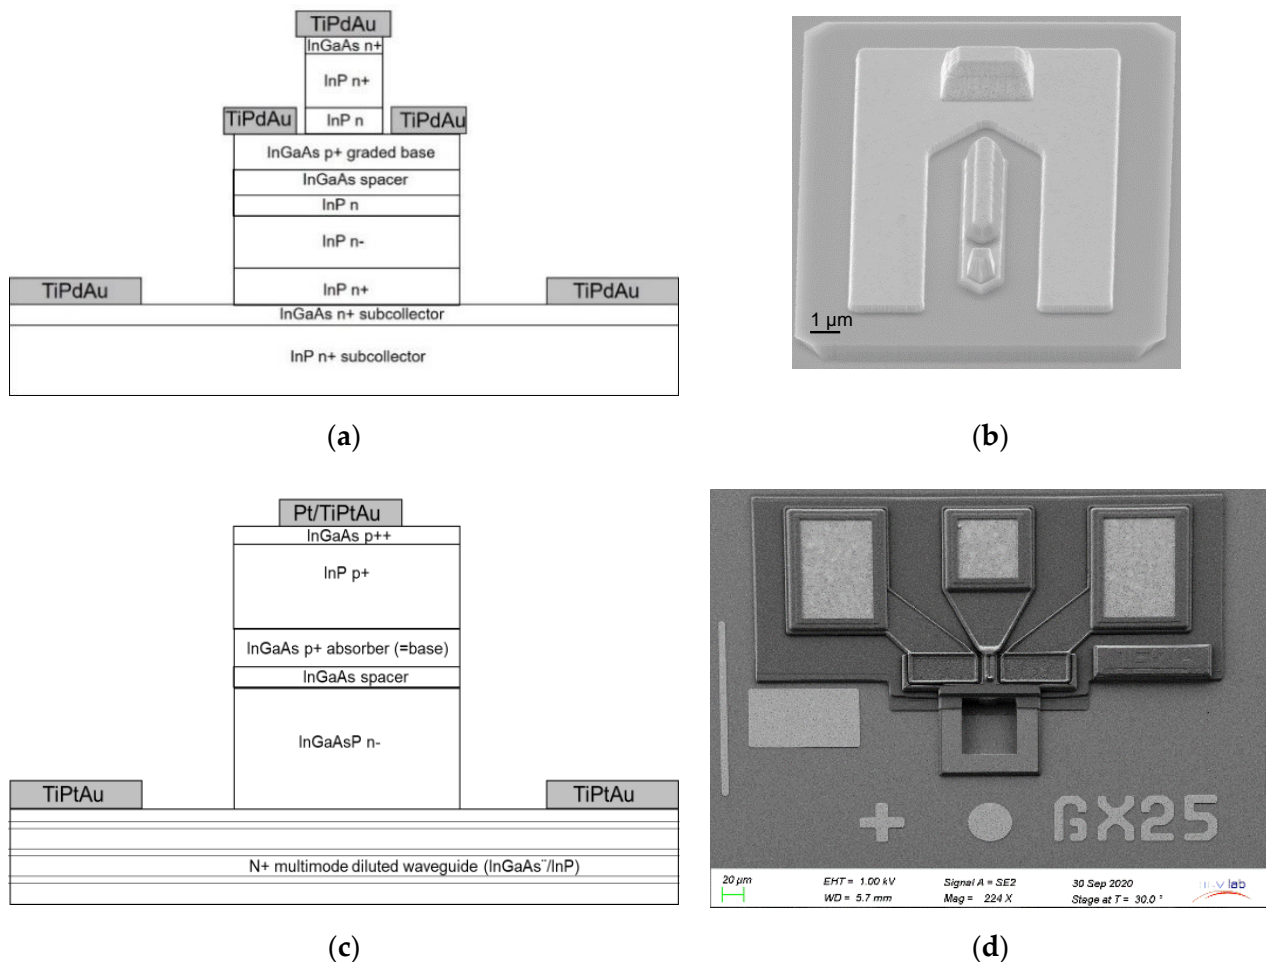 TiPdAu
InGaAs n+
InP n+
InP n
TiPdAu
TiPdAu
InGaAs p+ graded base
InGaAs spacer
InP n
InP n-
InP n+
TiPdAu
TiPdAu
InGaAs n+ subcollector
InP n+ subcollector
(a)
1 µm
(b)
Pt/TiPtAu
InGaAs p++
InP p+
InGaAs p+ absorber (=base)
InGaAs spacer
InGaAsP n-
TiPtAu
TiPtAu
N+ multimode diluted waveguide (InGaAs¨/InP)
(c)
GX25
20 µm
EHT = 1.00 kV
Signal A = SE2
30 Sep 2020
WD = 5.7 mm
Mag = 224 X
Stage at T = 30.0 °
III-V lab
(d)